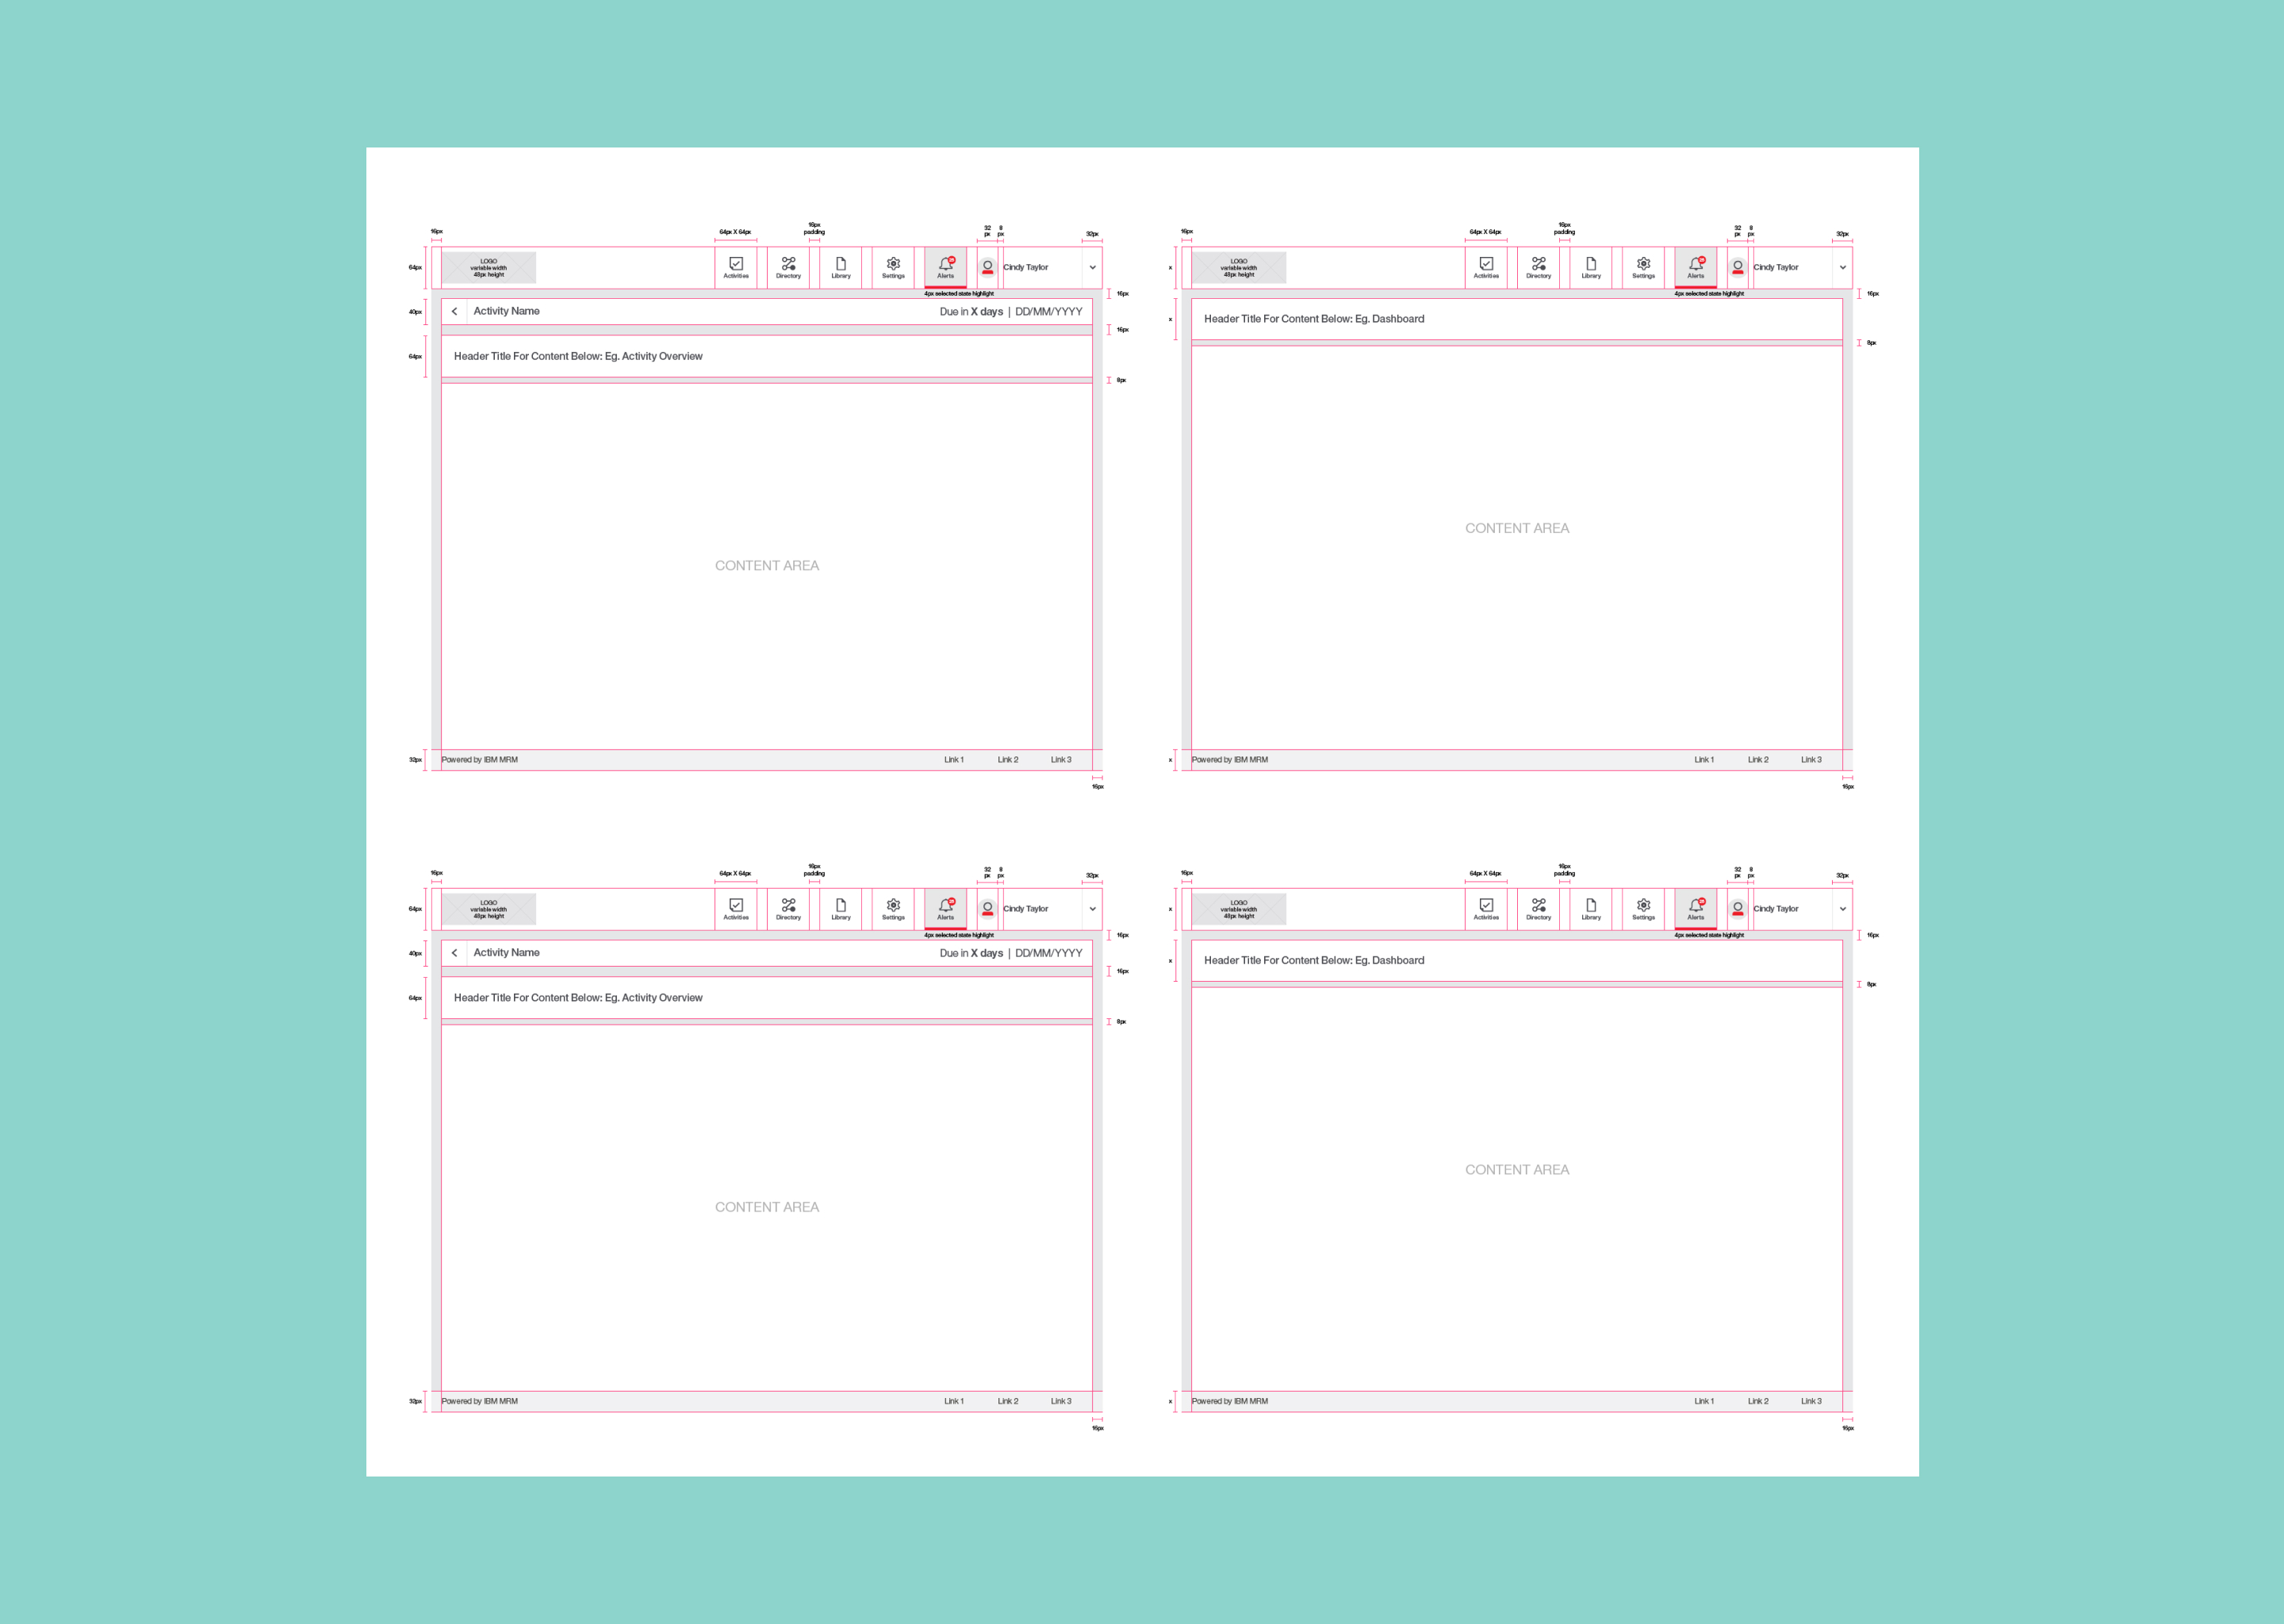 16px
64px X 64px
16px
padding
32
px
8
px
32px
64px
LOGO
variable width
48px height
Activities
Directory
Library
Settings
Alerts
Cindy Taylor
4px selected state highlight
16px
40px
Activity Name
Due in X days | DD/MM/YYYY
16px
64px
Header Title For Content Below: Eg. Activity Overview
8px
CONTENT AREA
32px
Powered by IBM MRM
Link 1
Link 2
Link 3
16px
16px
64px X 64px
16px
padding
32
px
8
px
32px
x
LOGO
variable width
48px height
Activities
Directory
Library
Settings
Alerts
Cindy Taylor
4px selected state highlight
16px
x
Header Title For Content Below: Eg. Dashboard
8px
CONTENT AREA
x
Powered by IBM MRM
Link 1
Link 2
Link 3
16px
16px
64px X 64px
16px
padding
32
px
8
px
32px
64px
LOGO
variable width
48px height
Activities
Directory
Library
Settings
Alerts
Cindy Taylor
4px selected state highlight
16px
40px
Activity Name
Due in X days | DD/MM/YYYY
16px
64px
Header Title For Content Below: Eg. Activity Overview
8px
CONTENT AREA
32px
Powered by IBM MRM
Link 1
Link 2
Link 3
16px
16px
64px X 64px
16px
padding
32
px
8
px
32px
x
LOGO
variable width
48px height
Activities
Directory
Library
Settings
Alerts
Cindy Taylor
4px selected state highlight
16px
x
Header Title For Content Below: Eg. Dashboard
8px
CONTENT AREA
x
Powered by IBM MRM
Link 1
Link 2
Link 3
16px